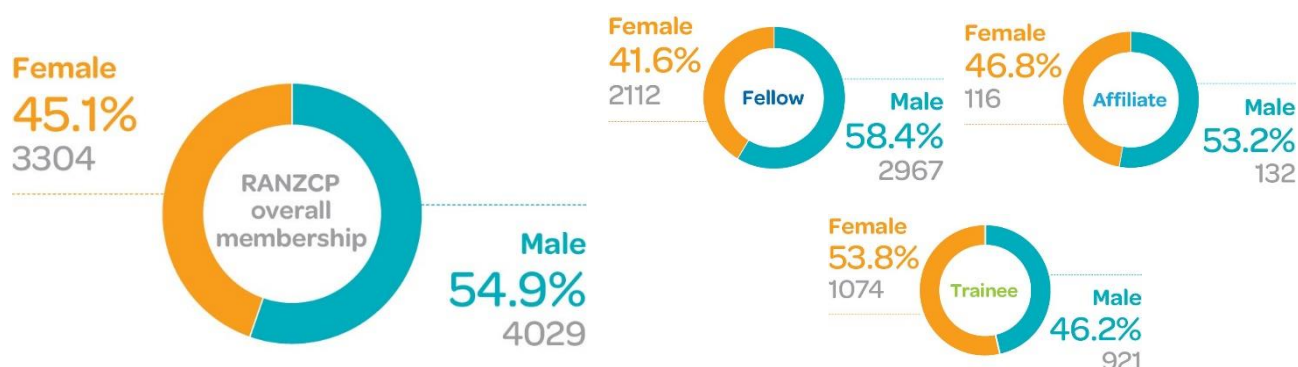 Female
45.1%
3304
RANZCP
overall
membership
Male
54.9%
4029
Female
41.6%
2112
Fellow
Male
58.4%
2967
Female
46.8%
116
Affiliate
Male
53.2%
132
Female
53.8%
1074
Trainee
Male
46.2%
921